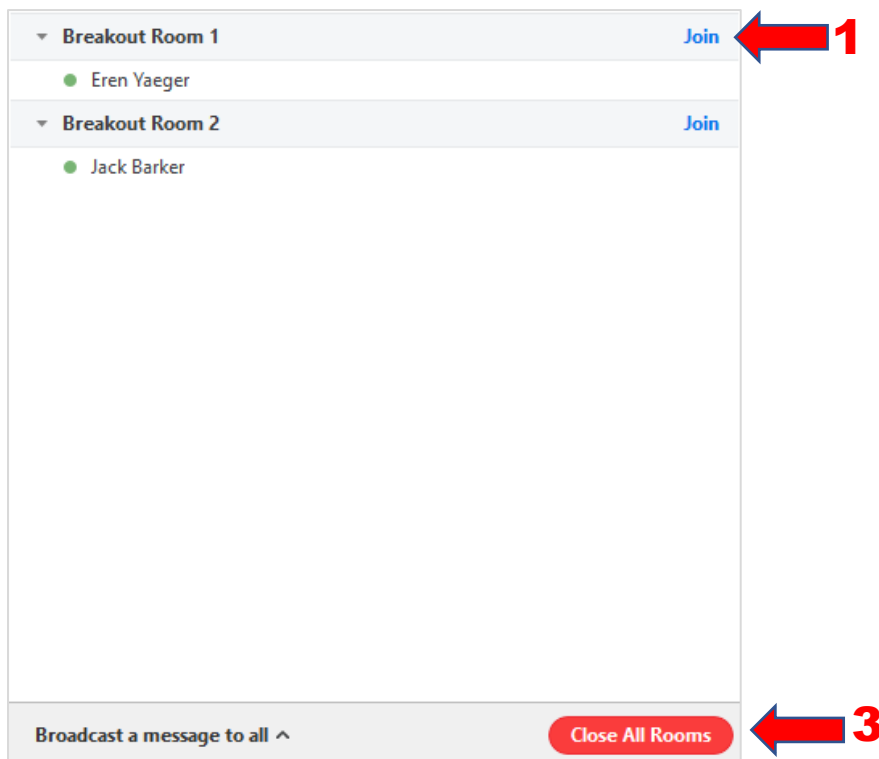 Breakout Room 1 Join 1
Eren Yaeger
Breakout Room 2 Join
Jack Barker
Broadcast a message to all Close All Rooms 3